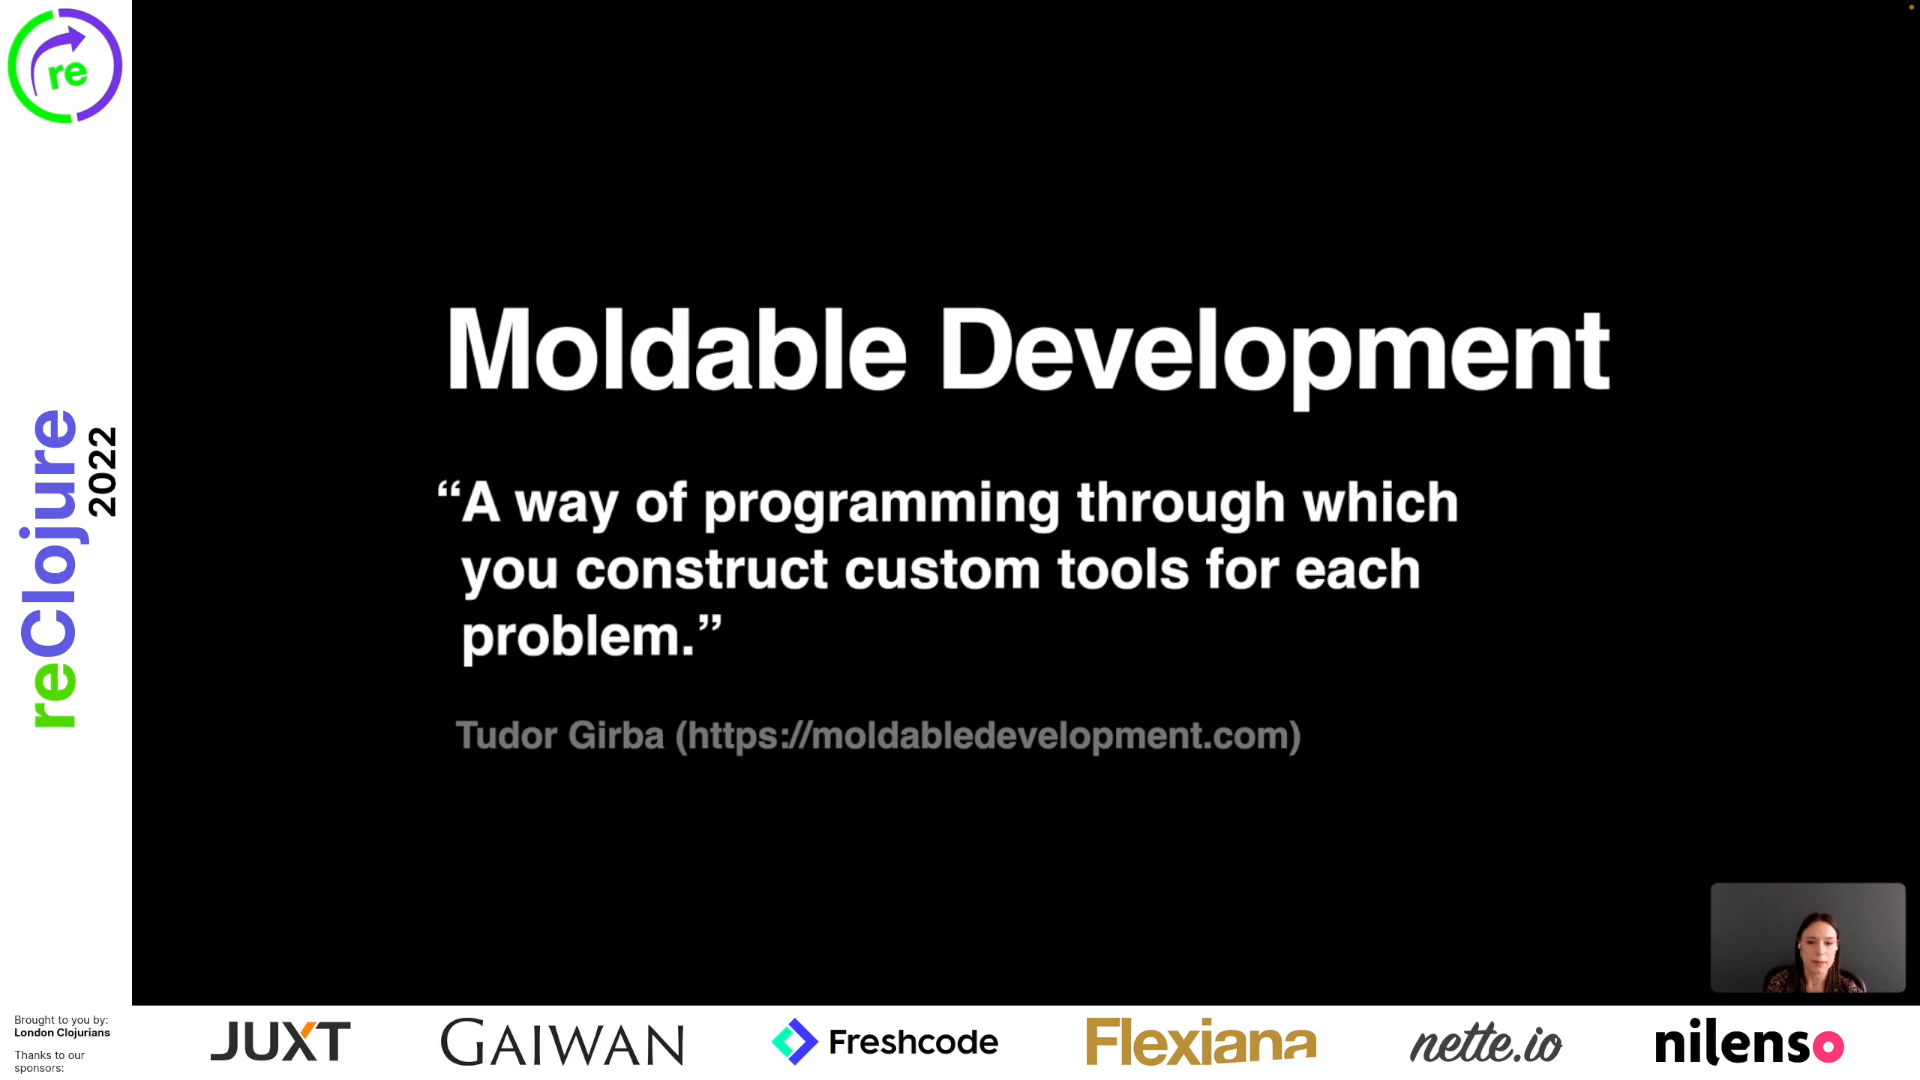 re
reClojure
2022
Moldable Development
“A way of programming through which
you construct custom tools for each
problem.”
Tudor Girba (https://moldabledevelopment.com)
Brought to you by:
London Clojurians
Thanks to our
sponsors:
JUXT
GAIWAN
Freshcode
Flexiana
nette.io
nilenso